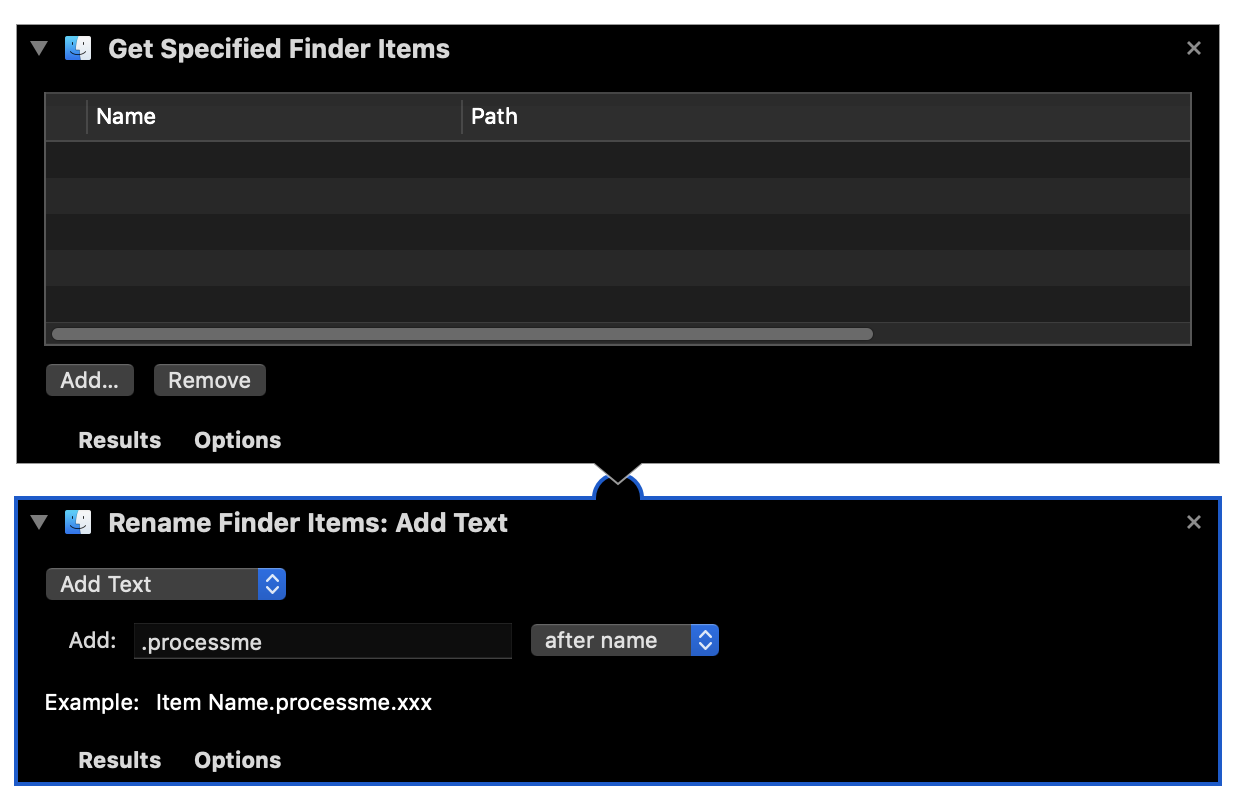 Get Specified Finder Items
Name Path
Add... Remove
Results Options
Rename Finder Items: Add Text
Add Text
Add: .processme after name
Example: Item Name.processme.xxx
Results Options